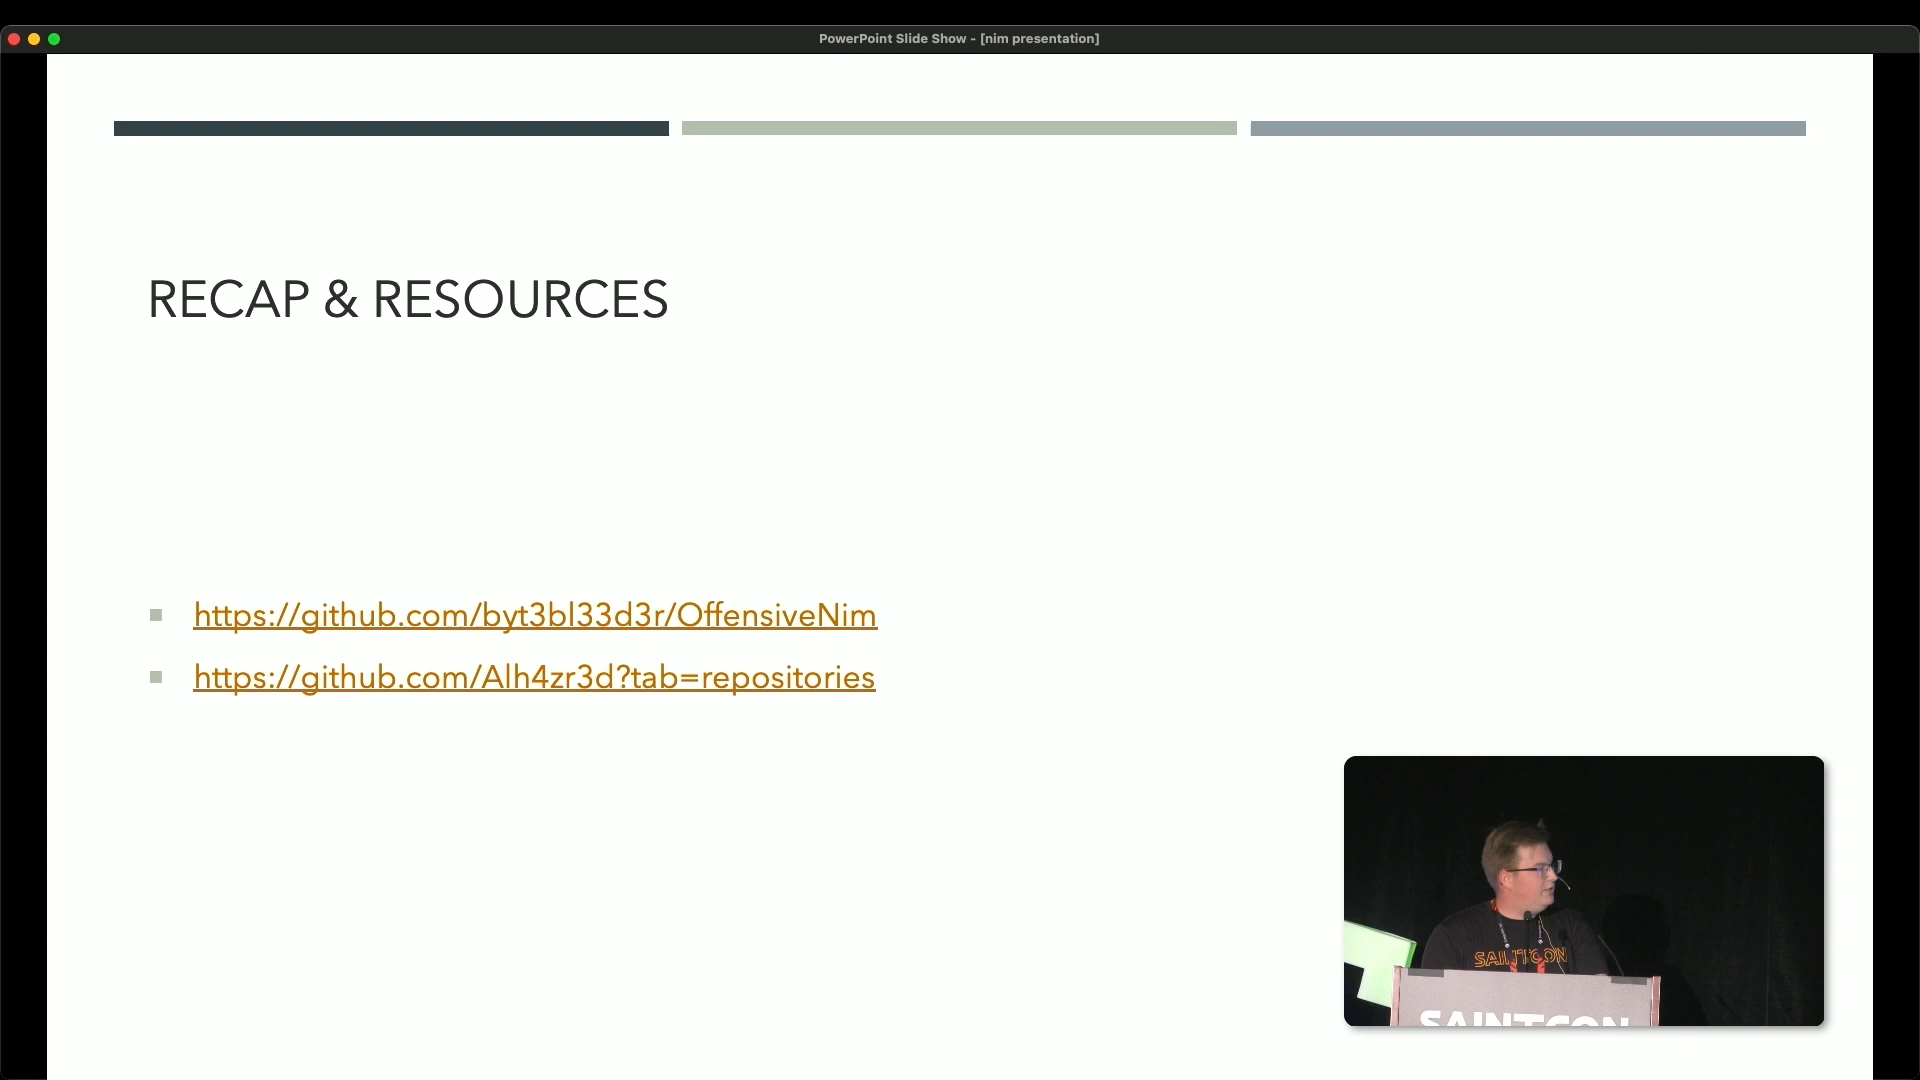 PowerPoint Slide Show - [nim presentation]
RECAP & RESOURCES
https://github.com/byt3bl33d3r/OffensiveNim
https://github.com/Alh4zr3d?tab=repositories
SAINTCON
SAINTCON